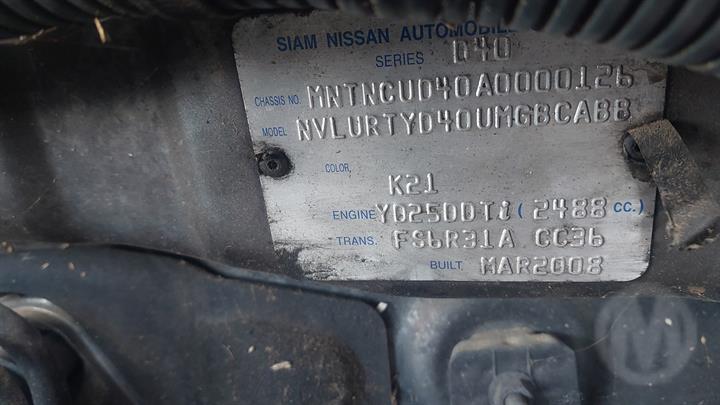 SIAM NISSAN AUTOMOBILE
SERIES D40
CHASSIS NO. MNTNCUD40A0000126
MODEL NVLURTYD40UMGBCABB
COLOR,
K21
ENGINE YD25DDTi ( 2488 CC.)
TRANS. FS6R31A CC36
BUILT. MAR2008
M